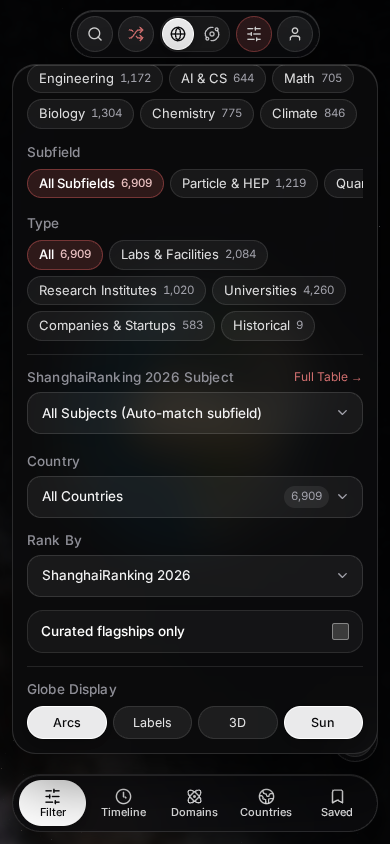 Engineering 1,172 AI & CS 644 Math 705
Biology 1,304 Chemistry 775 Climate 846
Subfield
All Subfields 6,909 Particle & HEP 1,219 Quan
Type
All 6,909 Labs & Facilities 2,084
Research Institutes 1,020 Universities 4,260
Companies & Startups 583 Historical 9
ShanghaiRanking 2026 Subject Full Table →
All Subjects (Auto-match subfield)
Country
All Countries 6,909
Rank By
ShanghaiRanking 2026
Curated flagships only
Globe Display
Arcs Labels 3D Sun
Filter Timeline Domains Countries Saved